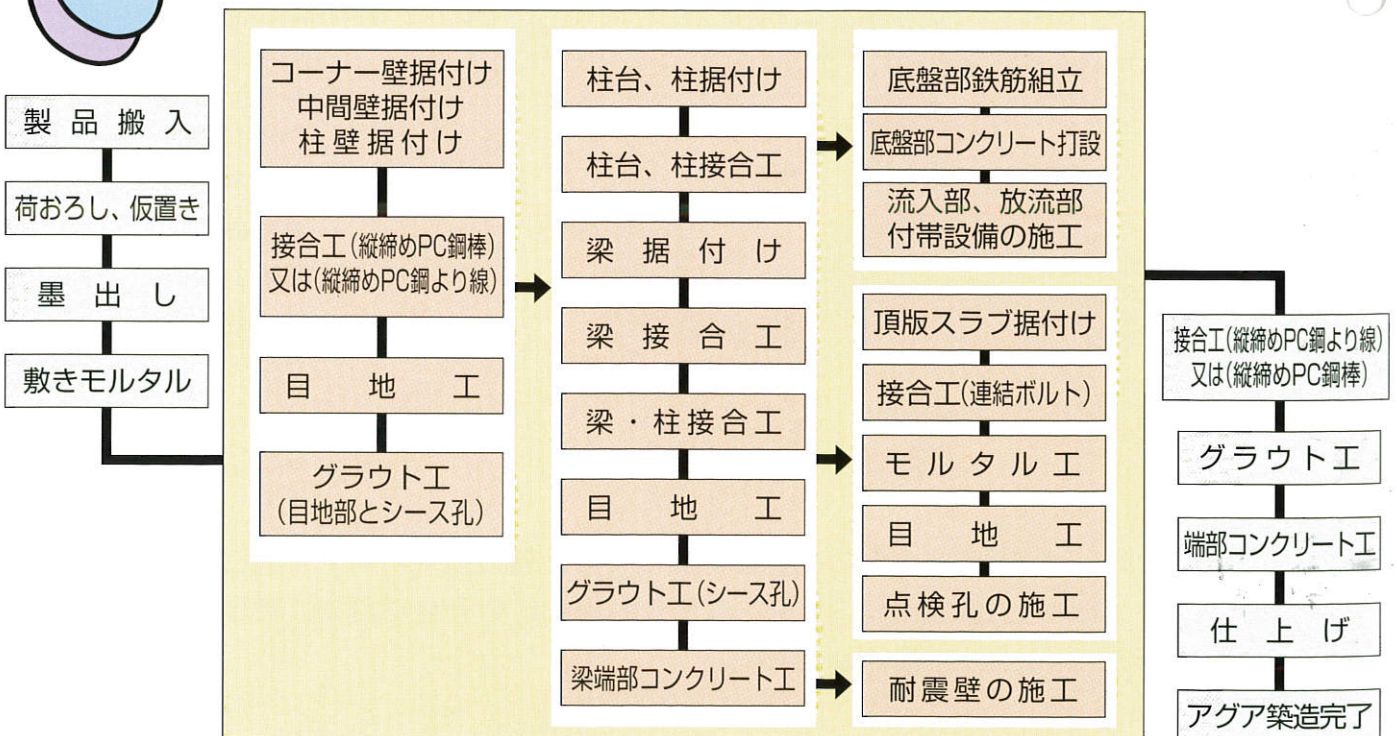 製品搬入
荷おろし、仮置き
墨出し
敷きモルタル
コーナー壁据付け
中間壁据付け
柱壁据付け
接合工(縦締めPC鋼棒)
又は(縦締めPC鋼より線)
目地工
グラウト工
(目地部とシース孔)
柱台、柱据付け
柱台、柱接合工
梁据付け
梁接合工
梁・柱接合工
目地工
グラウト工(シース孔)
梁端部コンクリート工
底盤部鉄筋組立
底盤部コンクリート打設
流入部、放流部
付帯設備の施工
頂版スラブ据付け
接合工(連結ボルト)
モルタル工
目地工
点検孔の施工
耐震壁の施工
接合工(縦締めPC鋼より線)
又は(縦締めPC鋼棒)
グラウト工
端部コンクリート工
仕上げ
アグア築造完了